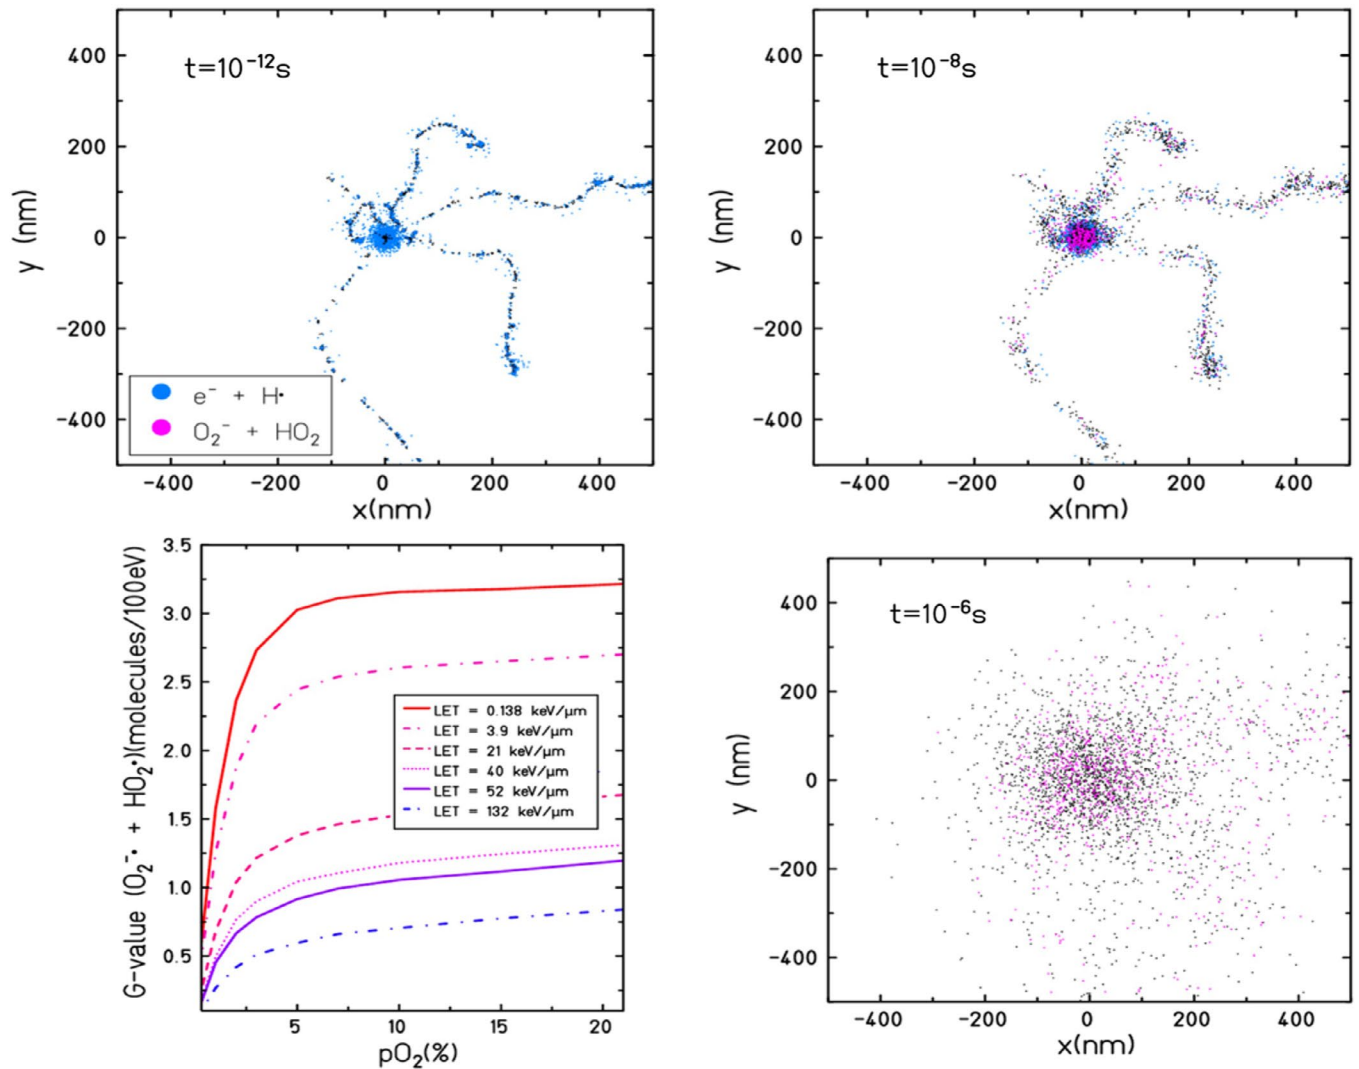 t=10⁻¹²s
400
200
0
−200
−400
y (nm)
e⁻ + H•
O₂⁻ + HO₂
−400 −200 0 200 400
x(nm)
t=10⁻⁸s
400
200
0
−200
−400
y (nm)
−400 −200 0 200 400
x(nm)
3.5
3.0
2.5
2.0
1.5
1.0
0.5
G-value (O₂⁻• + HO₂•)(molecules/100eV)
LET = 0.138 keV/μm
LET = 3.9 keV/μm
LET = 21 keV/μm
LET = 40 keV/μm
LET = 52 keV/μm
LET = 132 keV/μm
5 10 15 20
pO₂(%)
t=10⁻⁶s
400
200
0
−200
−400
y (nm)
−400 −200 0 200 400
x(nm)